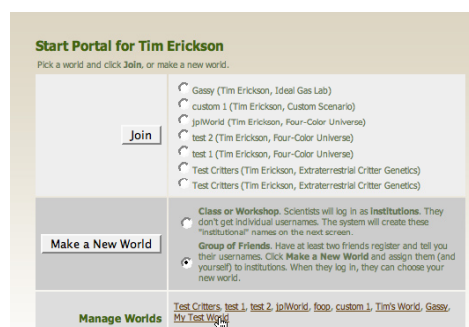 Start Portal for Tim Erickson
Pick a world and click Join, or make a new world.
Join
Gassy (Tim Erickson, Ideal Gas Lab)
custom 1 (Tim Erickson, Custom Scenario)
jplWorld (Tim Erickson, Four-Color Universe)
test 2 (Tim Erickson, Four-Color Universe)
test 1 (Tim Erickson, Four-Color Universe)
Test Critters (Tim Erickson, Extraterrestrial Critter Genetics)
Test Critters (Tim Erickson, Extraterrestrial Critter Genetics)
Make a New World
Class or Workshop. Scientists will log in as institutions. They
don't get individual usernames. The system will create these
"institutional" names on the next screen.
Group of Friends. Have at least two friends register and tell you
their usernames. Click Make a New World and assign them (and
yourself) to institutions. When they log in, they can choose your
new world.
Manage Worlds
Test Critters, test 1, test 2, jplWorld, foop, custom 1, Tim's World, Gassy,
My Test World